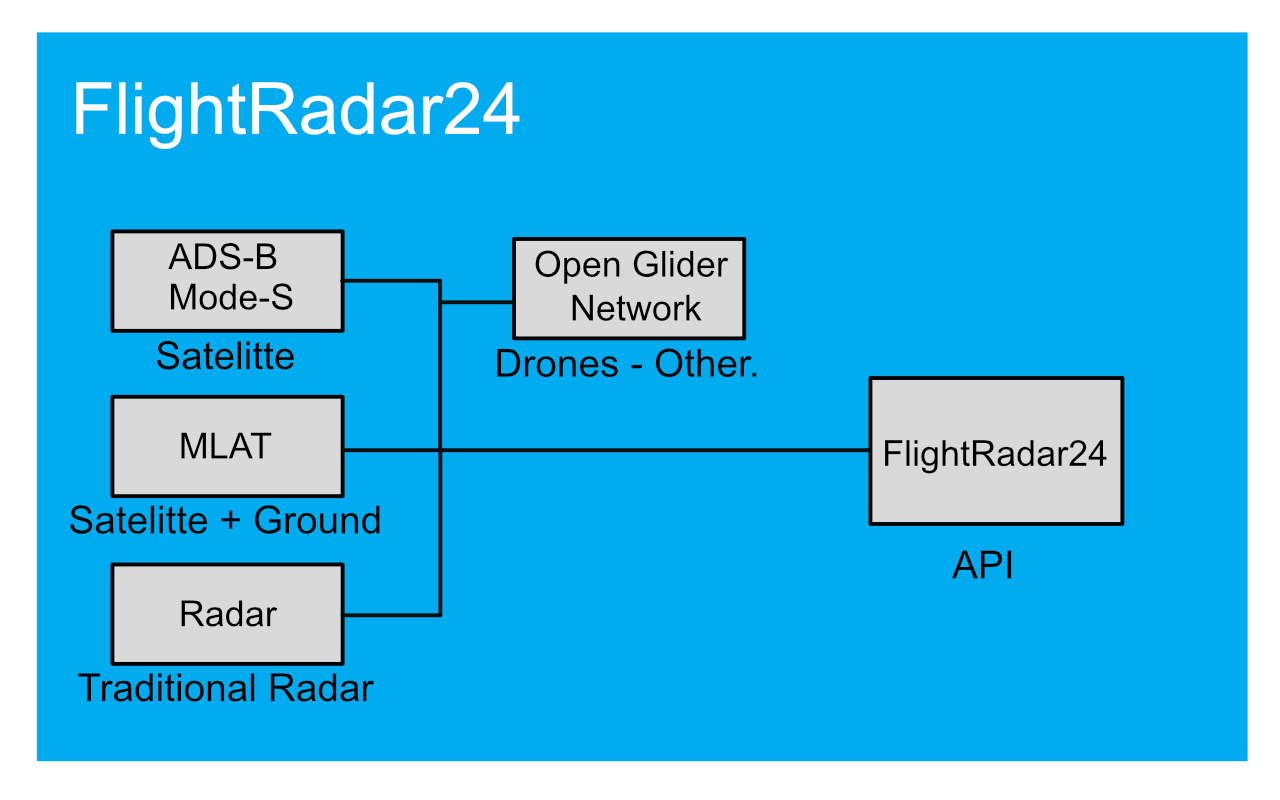 FlightRadar24
ADS-B
Mode-S
Satelitte
Open Glider
Network
Drones - Other.
MLAT
Satelitte + Ground
FlightRadar24
API
Radar
Traditional Radar